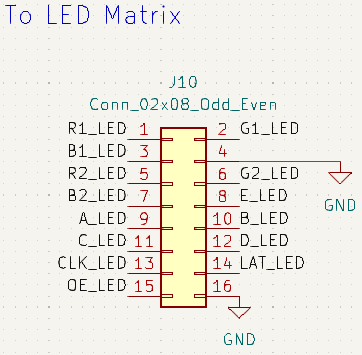 To LED Matrix
J10
Conn_02x08_Odd_Even
R1_LED 1 2 G1_LED
B1_LED 3 4
R2_LED 5 6 G2_LED
B2_LED 7 8 E_LED
GND
A_LED 9 10 B_LED
C_LED 11 12 D_LED
CLK_LED 13 14 LAT_LED
OE_LED 15 16
GND